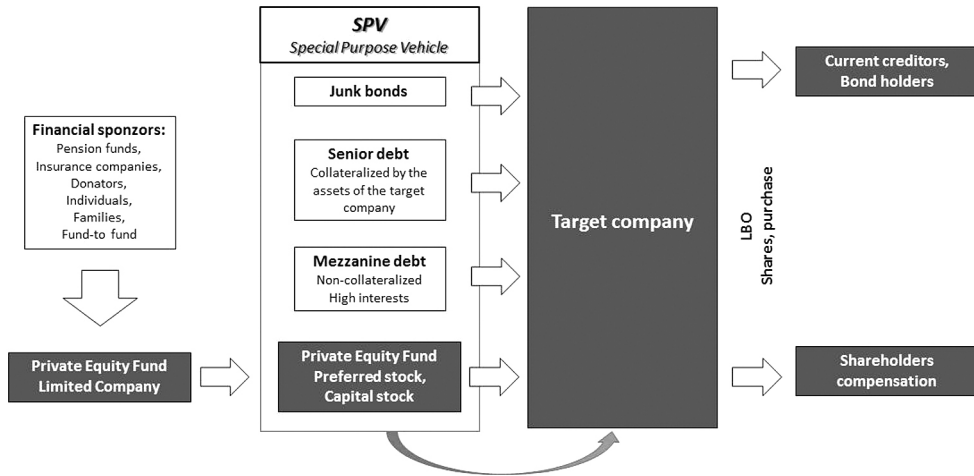 Financial sponzors:
Pension funds,
Insurance companies,
Donators,
Individuals,
Families,
Fund-to fund
Private Equity Fund
Limited Company
SPV
Special Purpose Vehicle
Junk bonds
Senior debt
Collateralized by the
assets of the target
company
Mezzanine debt
Non-collateralized
High interests
Private Equity Fund
Preferred stock,
Capital stock
Target company
LBO
Shares, purchase
Current creditors,
Bond holders
Shareholders
compensation